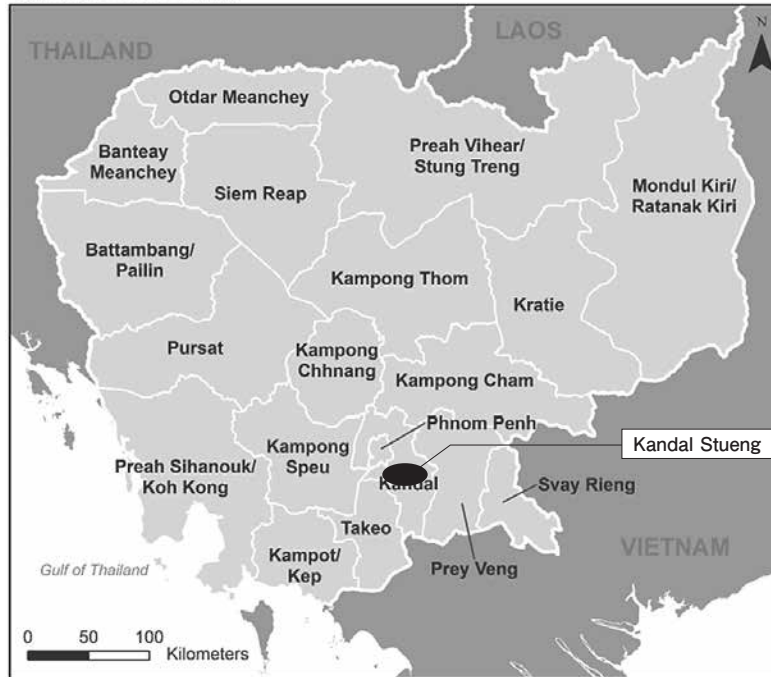 LAOS
N
THAILAND
Otdar Meanchey
Banteay
Meanchey
Siem Reap
Preah Vihear/
Stung Treng
Mondul Kiri/
Ratanak Kiri
Battambang/
Pailin
Kampong Thom
Kratie
Pursat
Kampong
Chhnang
Kampong Cham
Phnom Penh
Kandal Stueng
Kampong
Speu
Preah Sihanouk/
Koh Kong
Kandal
Svay Rieng
Takeo
VIETNAM
Kampot/
Kep
Prey Veng
Gulf of Thailand
0 50 100
Kilometers